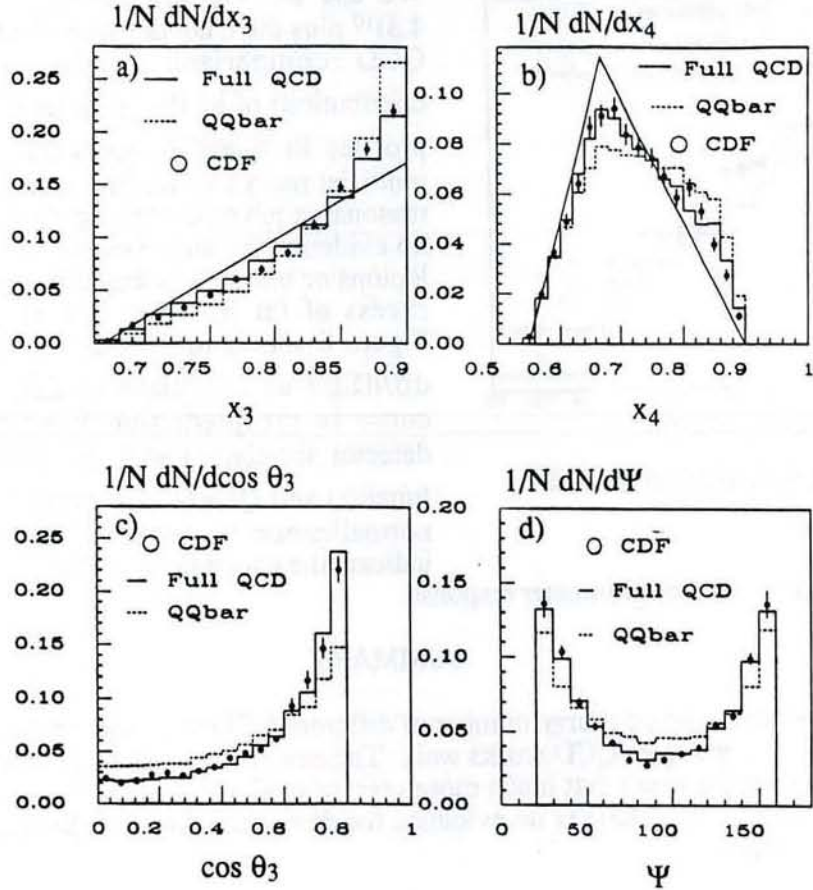 1/N dN/dx3
a)
Full QCD
QQbar
CDF
0.25
0.20
0.15
0.10
0.05
0.00
0.7 0.75 0.8 0.85 0.9
x3
1/N dN/dx4
b)
Full QCD
QQbar
CDF
0.10
0.08
0.06
0.04
0.02
0.00
0.5 0.6 0.7 0.8 0.9 1
x4
1/N dN/dcos θ3
c)
CDF
Full QCD
QQbar
0.25
0.20
0.15
0.10
0.05
0.00
0 0.2 0.4 0.6 0.8 1
cos θ3
1/N dN/dΨ
d)
CDF
Full QCD
QQbar
0.20
0.15
0.10
0.05
0.00
0 50 100 150
Ψ